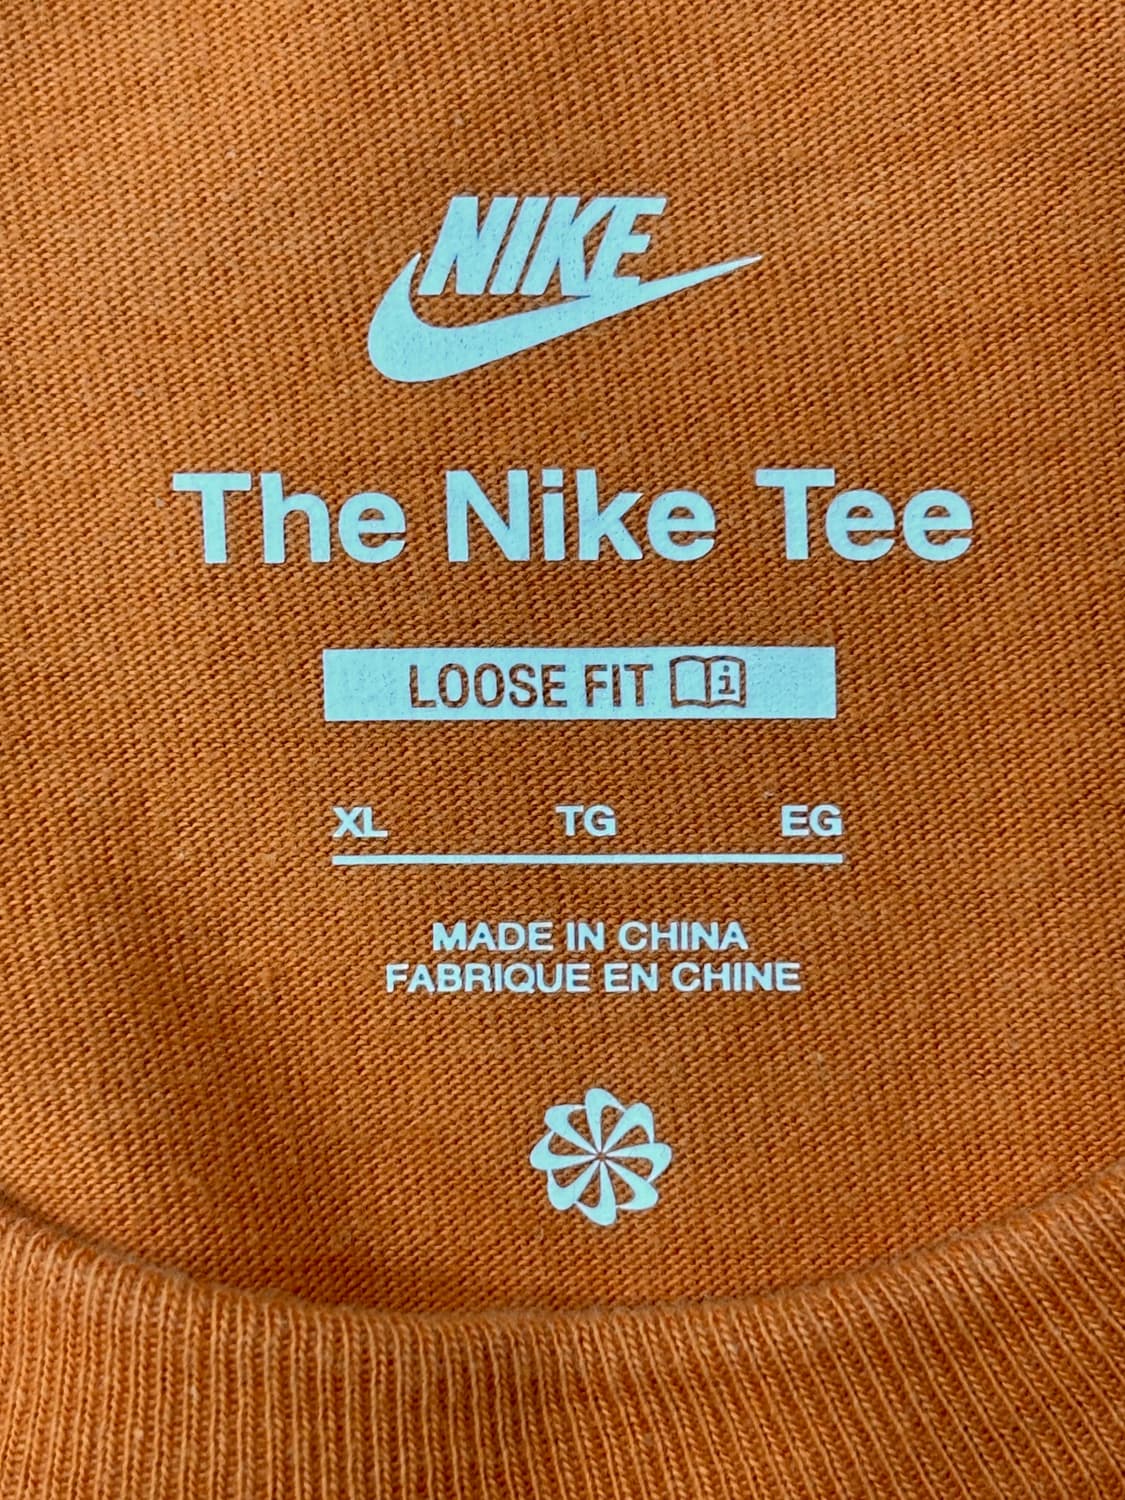 NIKE
The Nike Tee
LOOSE FIT i
XL TG EG
MADE IN CHINA
FABRIQUE EN CHINE